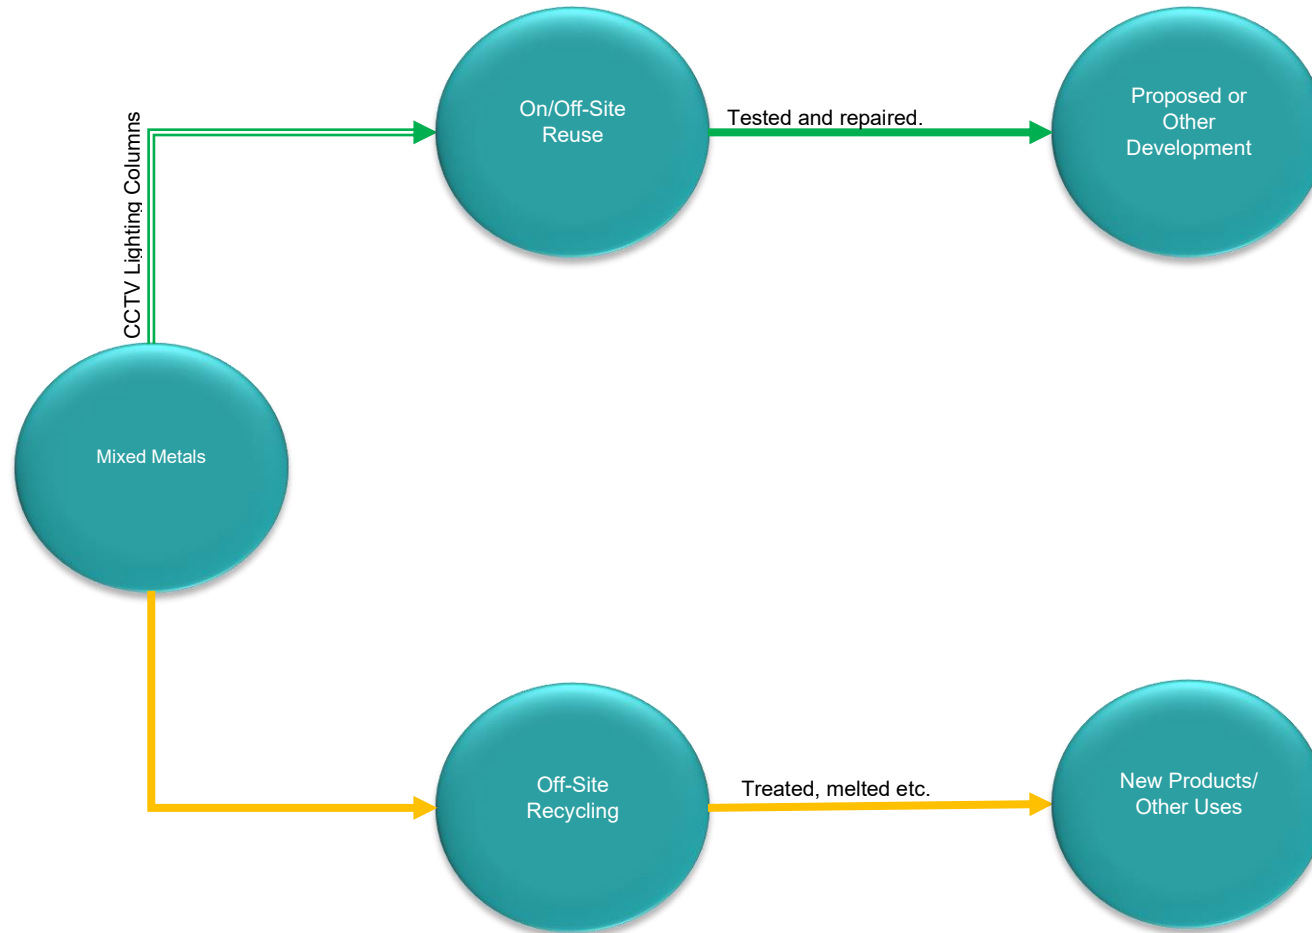 On/Off-Site
Reuse
Tested and repaired.
Proposed or
Other
Development
CCTV Lighting Columns
Mixed Metals
Off-Site
Recycling
Treated, melted etc.
New Products/
Other Uses